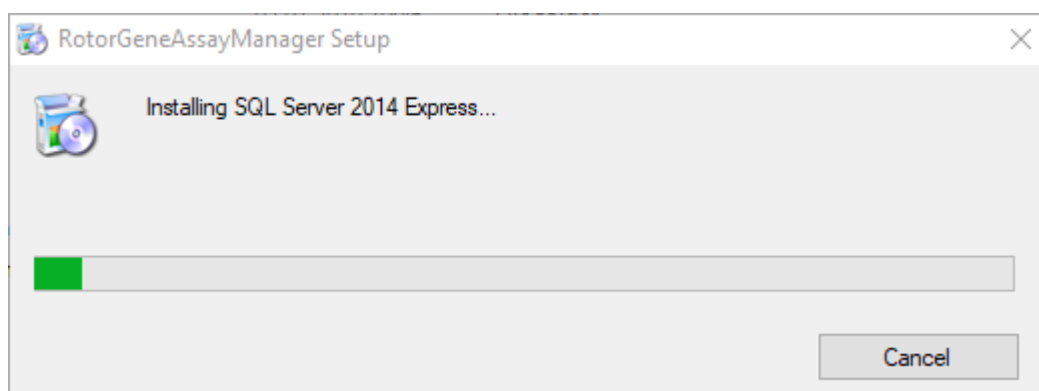 RotorGeneAssayManager Setup
Installing SQL Server 2014 Express...
Cancel